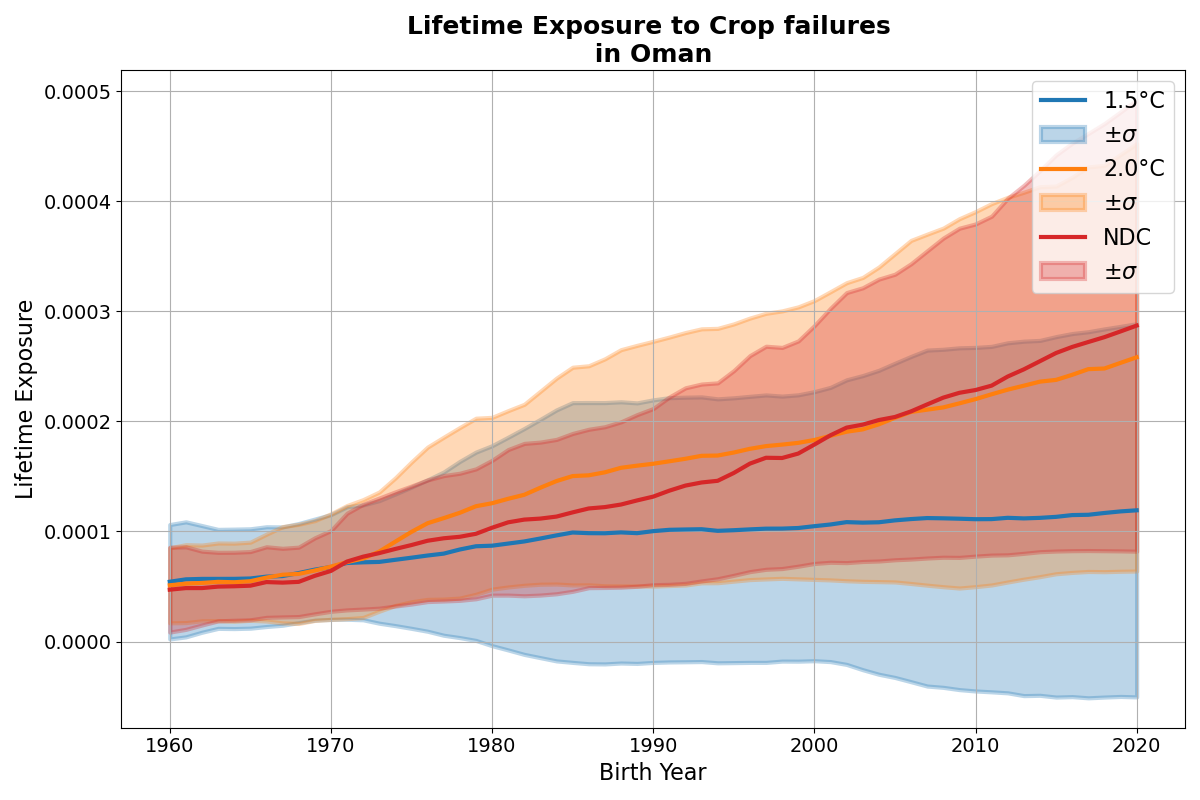 Lifetime Exposure to Crop failures
in Oman
Lifetime Exposure
0.0005
0.0004
0.0003
0.0002
0.0001
0.0000
1.5°C
±σ
2.0°C
±σ
NDC
±σ
1960 1970 1980 1990 2000 2010 2020
Birth Year